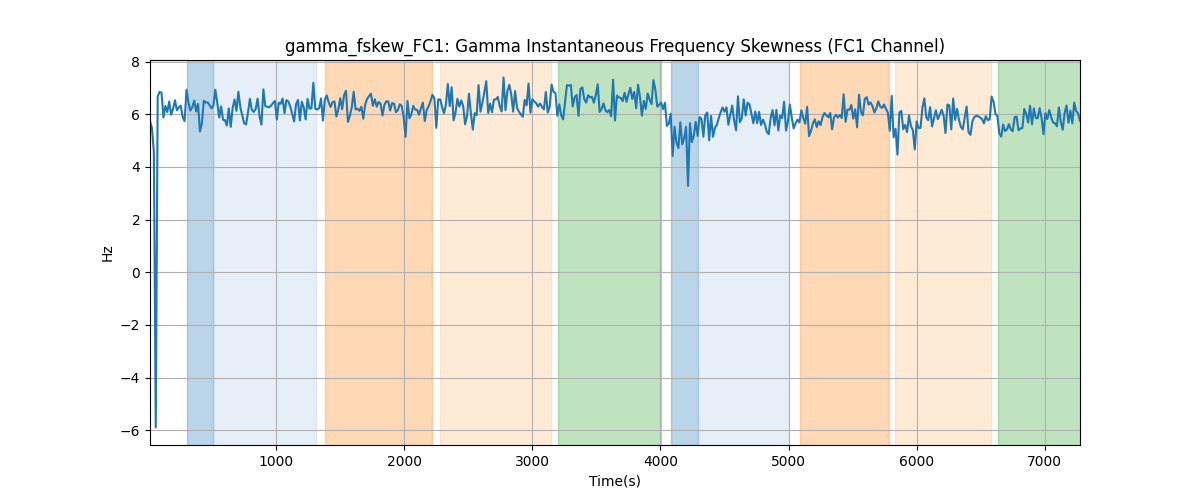 gamma_fskew_FC1: Gamma Instantaneous Frequency Skewness (FC1 Channel)
8
6
4
2
0
−2
−4
−6
Hz
1000 2000 3000 4000 5000 6000 7000
Time(s)